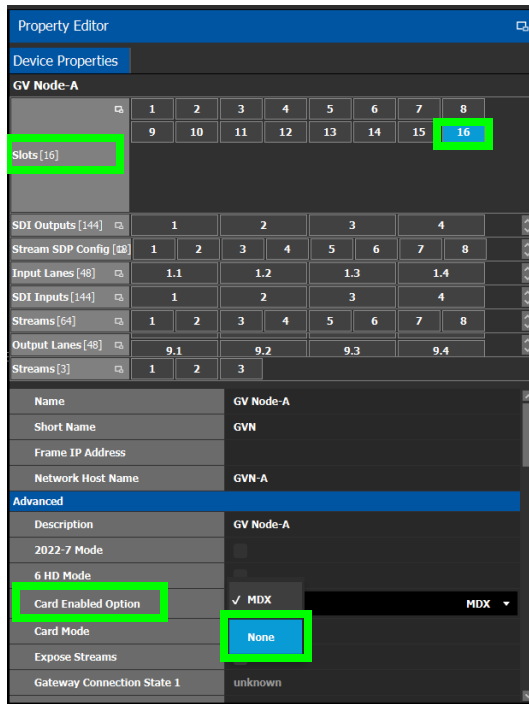 Property Editor
Device Properties
GV Node-A
1 2 3 4 5 6 7 8
9 10 11 12 13 14 15 16
Slots [16]
SDI Outputs [144] 1 2 3 4
Stream SDP Config 1 2 3 4 5 6 7 8
Input Lanes [48] 1.1 1.2 1.3 1.4
SDI Inputs [144] 1 2 3 4
Streams [64] 1 2 3 4 5 6 7 8
Output Lanes [48] 9.1 9.2 9.3 9.4
Streams [3] 1 2 3
Name GV Node-A
Short Name GVN
Frame IP Address
Network Host Name GVN-A
Advanced
Description GV Node-A
2022-7 Mode
6 HD Mode
Card Enabled Option ✓ MDX MDX
Card Mode None
Expose Streams
Gateway Connection State 1 unknown